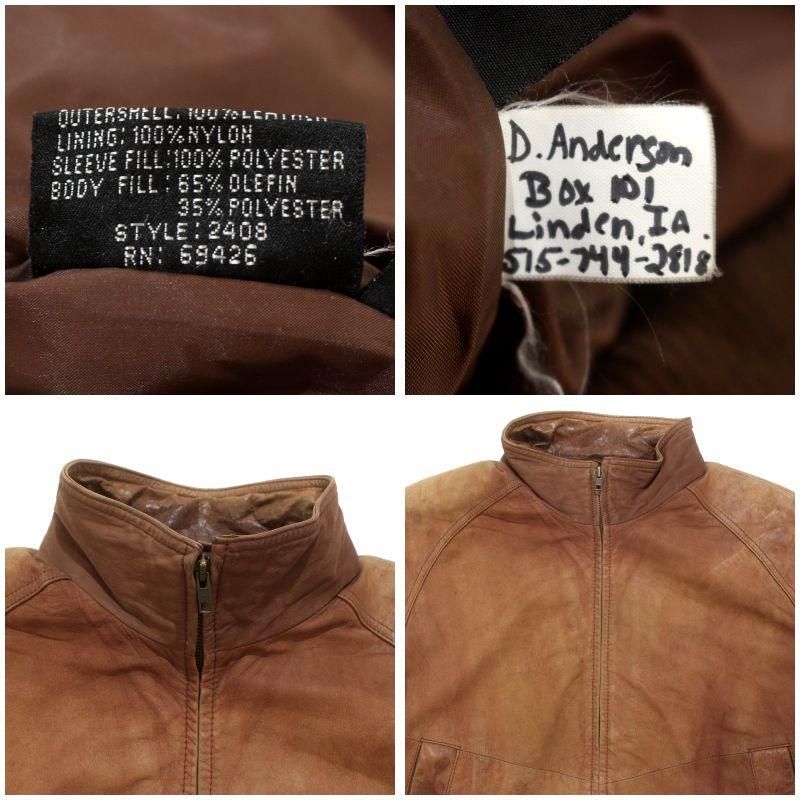 OUTERSHELL: 100% LEATHER
LINING: 100% NYLON
SLEEVE FILL: 100% POLYESTER
BODY FILL: 65% OLEFIN
35% POLYESTER
STYLE: 2408
RN: 69426
D. Anderson
Box 101
Linden, IA.
515-744-2818